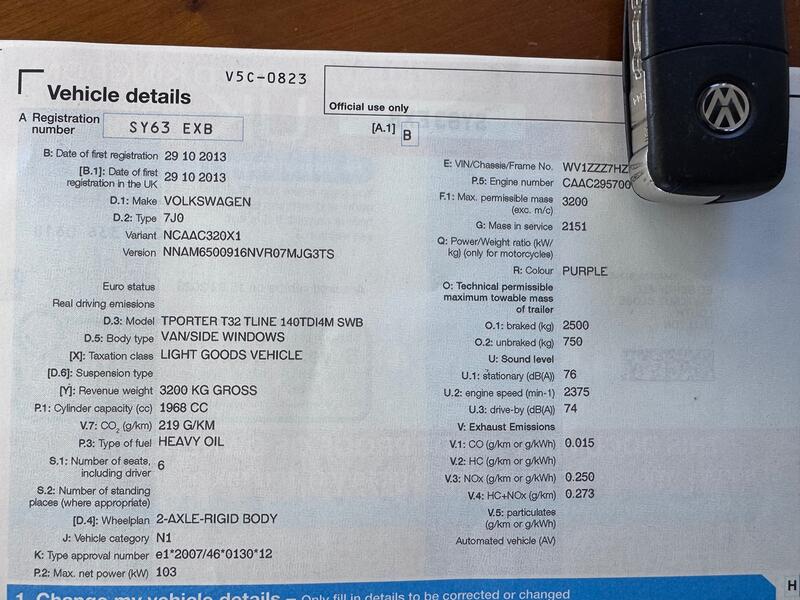 V5C-0823
Vehicle details
Official use only
A Registration number SY63 EXB
[A.1] B
B: Date of first registration 29 10 2013
[B.1]: Date of first registration in the UK 29 10 2013
D.1: Make VOLKSWAGEN
D.2: Type 7J0
Variant NCAAC320X1
Version NNAM6500916NVR07MJG3TS
Euro status
Real driving emissions
D.3: Model TPORTER T32 TLINE 140TDI4M SWB
D.5: Body type VAN/SIDE WINDOWS
[X]: Taxation class LIGHT GOODS VEHICLE
[D.6]: Suspension type
[Y]: Revenue weight 3200 KG GROSS
P.1: Cylinder capacity (cc) 1968 CC
V.7: CO2 (g/km) 219 G/KM
P.3: Type of fuel HEAVY OIL
S.1: Number of seats, including driver 6
S.2: Number of standing places (where appropriate)
[D.4]: Wheelplan 2-AXLE-RIGID BODY
J: Vehicle category N1
K: Type approval number e1*2007/46*0130*12
P.2: Max. net power (kW) 103
E: VIN/Chassis/Frame No. WV1ZZZ7HZ
P.5: Engine number CAAC295700
F.1: Max. permissible mass (exc. m/c) 3200
G: Mass in service 2151
Q: Power/Weight ratio (kW/kg) (only for motorcycles)
R: Colour PURPLE
O: Technical permissible maximum towable mass of trailer
O.1: braked (kg) 2500
O.2: unbraked (kg) 750
U: Sound level
U.1: stationary (dB(A)) 76
U.2: engine speed (min-1) 2375
U.3: drive-by (dB(A)) 74
V: Exhaust Emissions
V.1: CO (g/km or g/kWh) 0.015
V.2: HC (g/km or g/kWh)
V.3: NOx (g/km or g/kWh) 0.250
V.4: HC+NOx (g/km) 0.273
V.5: particulates (g/km or g/kWh)
Automated vehicle (AV)
H
1. Change my vehicle details – Only fill in details to be corrected or changed